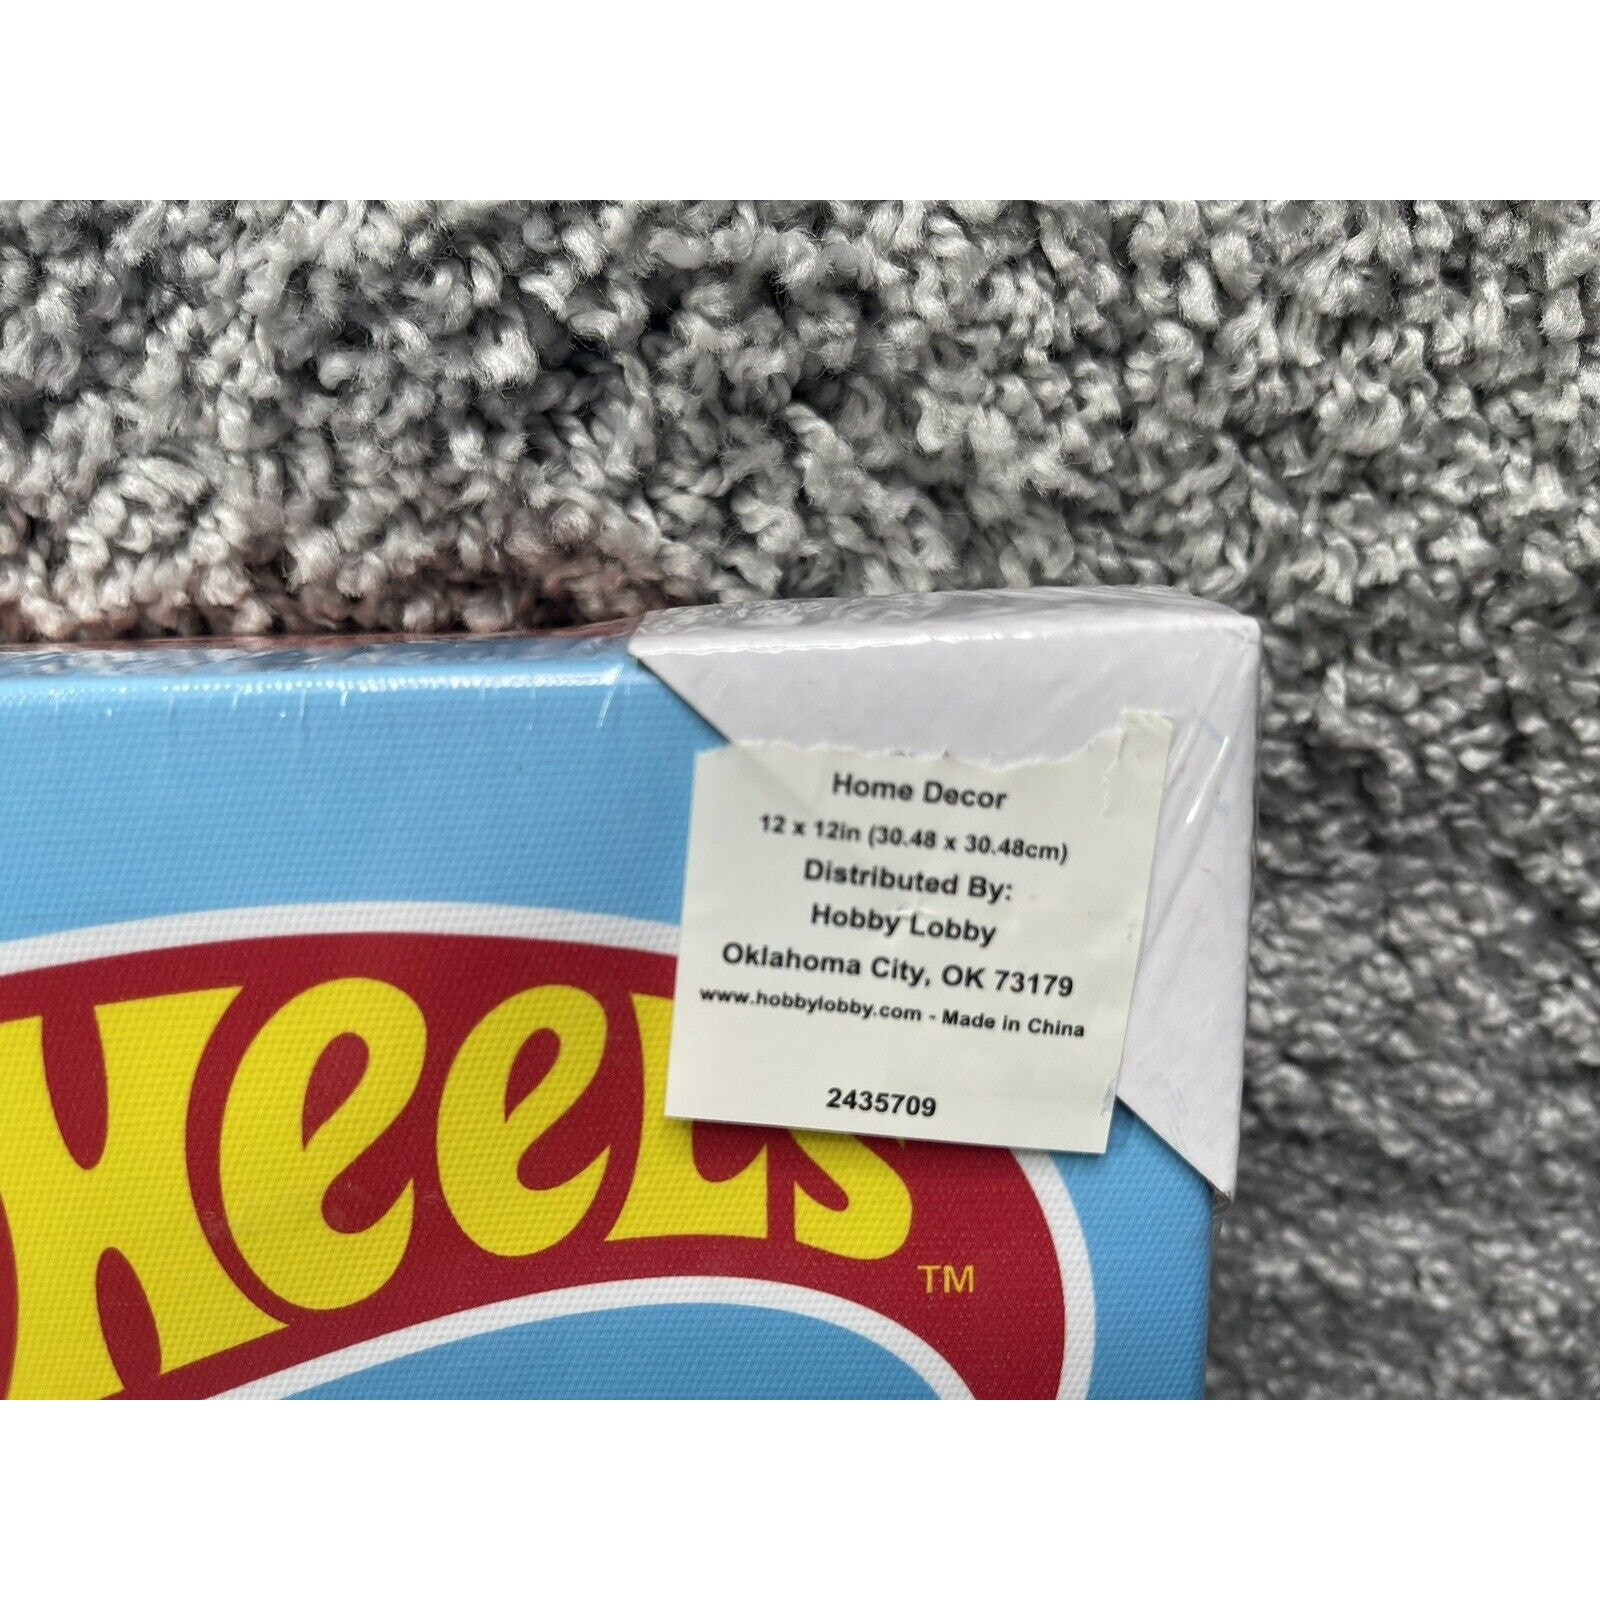 Home Decor
12 x 12in (30.48 x 30.48cm)
Distributed By:
Hobby Lobby
Oklahoma City, OK 73179
www.hobbylobby.com - Made in China
2435709
Heels
TM